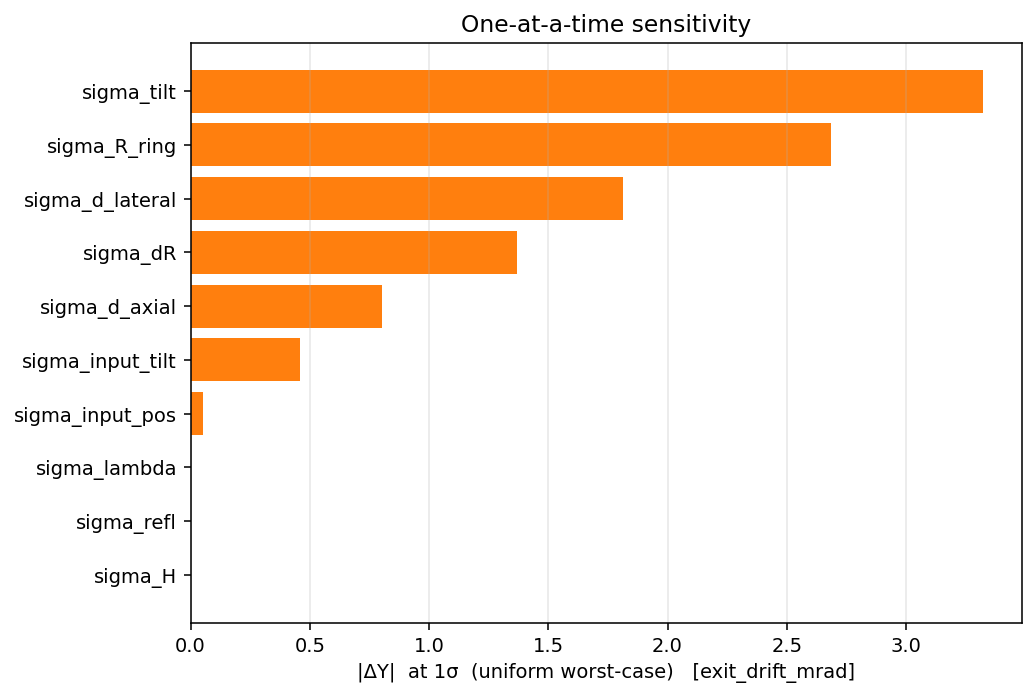 One-at-a-time sensitivity
sigma_tilt
sigma_R_ring
sigma_d_lateral
sigma_dR
sigma_d_axial
sigma_input_tilt
sigma_input_pos
sigma_lambda
sigma_refl
sigma_H
0.0 0.5 1.0 1.5 2.0 2.5 3.0
|ΔY| at 1σ (uniform worst-case) [exit_drift_mrad]